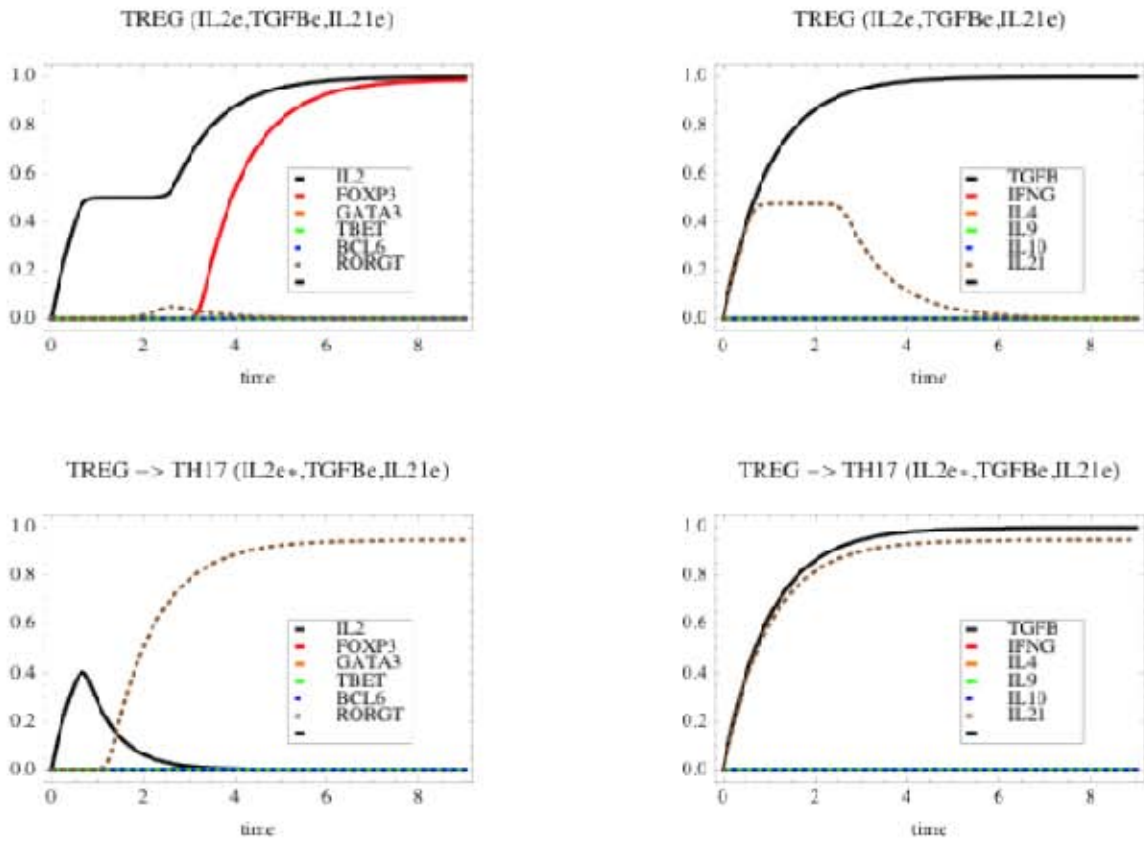 TREG (IL2e,TGFBe,IL21e)
1.0
0.8
0.6
0.4
0.2
0.0
IL2
FOXP3
GATA3
TBET
BCL6
RORGT
0 2 4 6 8
time
TREG (IL2e,TGFBe,IL21e)
1.0
0.8
0.6
0.4
0.2
0.0
TGFB
IFNG
IL4
IL9
IL10
IL21
0 2 4 6 8
time
TREG -> TH17 (IL2e*,TGFBe,IL21e)
1.0
0.8
0.6
0.4
0.2
0.0
IL2
FOXP3
GATA3
TBET
BCL6
RORGT
0 2 4 6 8
time
TREG -> TH17 (IL2e*,TGFBe,IL21e)
1.0
0.8
0.6
0.4
0.2
0.0
TGFB
IFNG
IL4
IL9
IL10
IL21
0 2 4 6 8
time